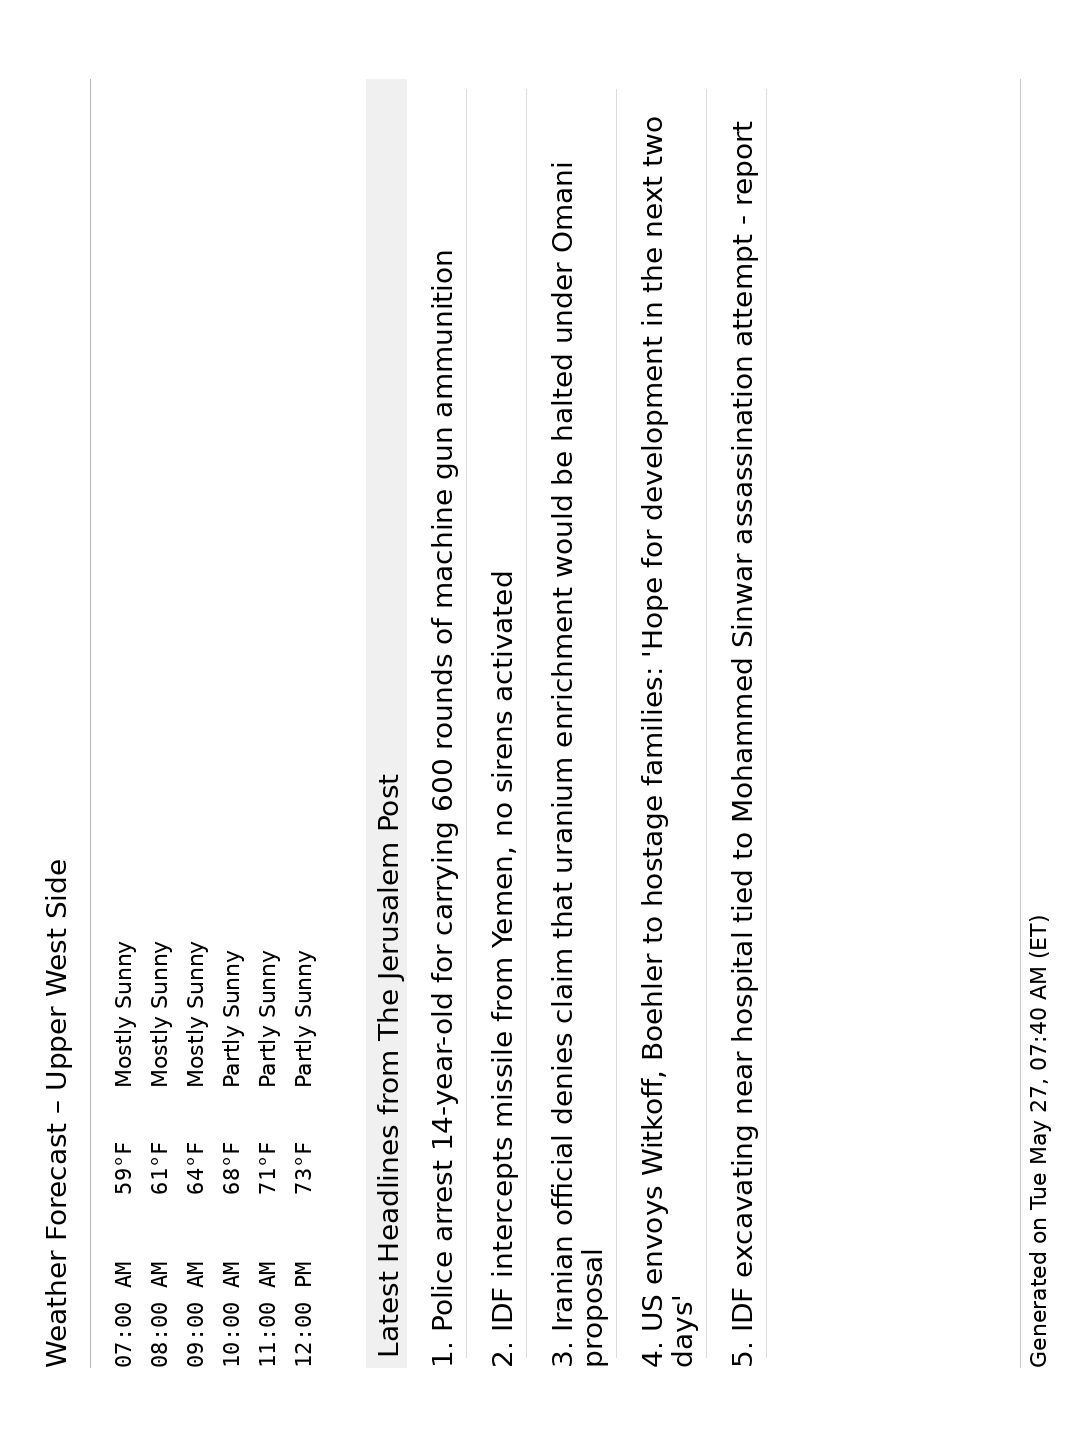 Weather Forecast – Upper West Side
07:00 AM 59°F Mostly Sunny
08:00 AM 61°F Mostly Sunny
09:00 AM 64°F Mostly Sunny
10:00 AM 68°F Partly Sunny
11:00 AM 71°F Partly Sunny
12:00 PM 73°F Partly Sunny
Latest Headlines from The Jerusalem Post
1. Police arrest 14-year-old for carrying 600 rounds of machine gun ammunition
2. IDF intercepts missile from Yemen, no sirens activated
3. Iranian official denies claim that uranium enrichment would be halted under Omani
proposal
4. US envoys Witkoff, Boehler to hostage families: 'Hope for development in the next two
days'
5. IDF excavating near hospital tied to Mohammed Sinwar assassination attempt - report
Generated on Tue May 27, 07:40 AM (ET)